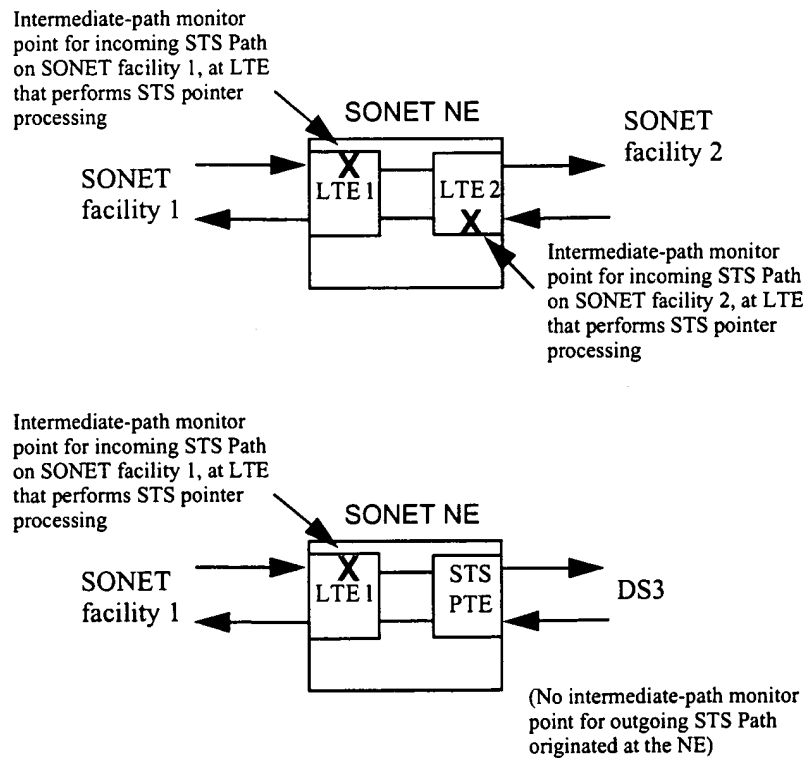 Intermediate-path monitor
point for incoming STS Path
on SONET facility 1, at LTE
that performs STS pointer
processing
SONET NE
SONET
facility 2
SONET
facility 1
X
LTE 1
LTE 2
X
Intermediate-path monitor
point for incoming STS Path
on SONET facility 2, at LTE
that performs STS pointer
processing
Intermediate-path monitor
point for incoming STS Path
on SONET facility 1, at LTE
that performs STS pointer
processing
SONET NE
SONET
facility 1
X
LTE 1
STS
PTE
DS3
(No intermediate-path monitor
point for outgoing STS Path
originated at the NE)